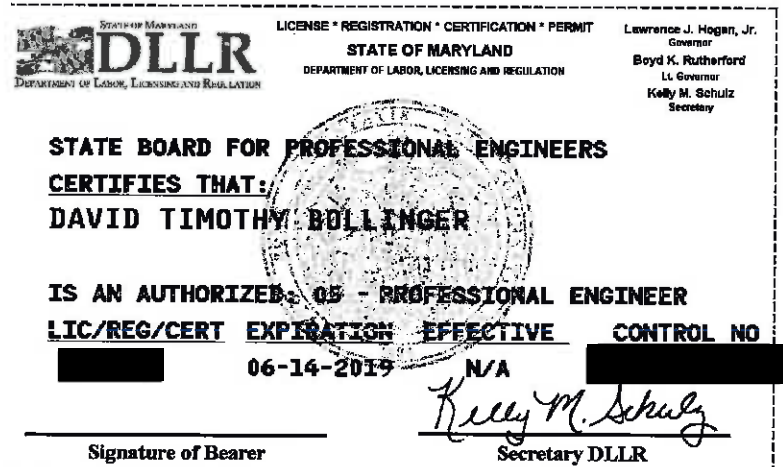 STATE OF MARYLAND
DLLR
DEPARTMENT OF LABOR, LICENSING AND REGULATION
LICENSE * REGISTRATION * CERTIFICATION * PERMIT
STATE OF MARYLAND
DEPARTMENT OF LABOR, LICENSING AND REGULATION
Lawrence J. Hogan, Jr.
Governor
Boyd K. Rutherford
Lt. Governor
Kelly M. Schulz
Secretary
STATE BOARD FOR PROFESSIONAL ENGINEERS
CERTIFIES THAT:
DAVID TIMOTHY BOLLINGER
IS AN AUTHORIZED: 05 - PROFESSIONAL ENGINEER
LIC/REG/CERT EXPIRATION EFFECTIVE CONTROL NO
06-14-2019 N/A
Kelly M. Schulz
Signature of Bearer
Secretary DLLR